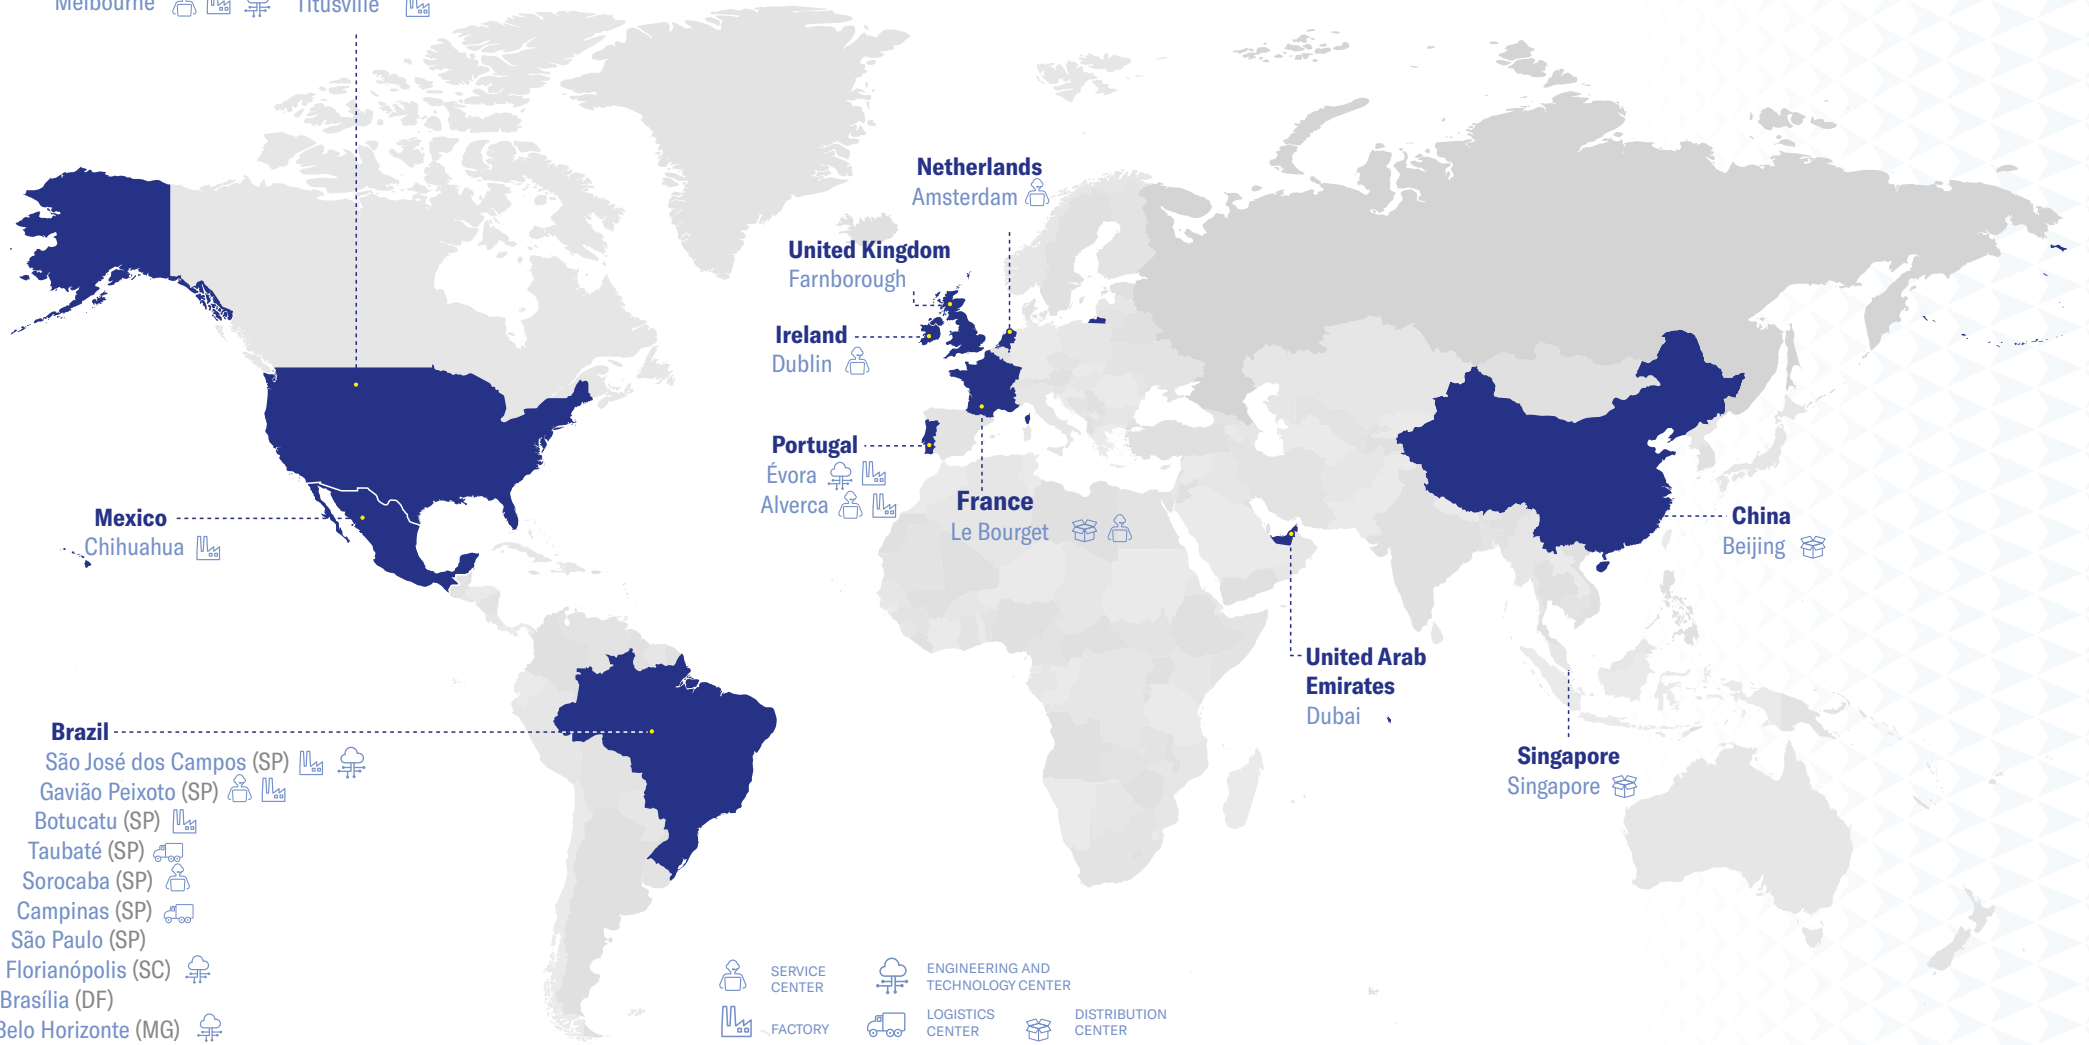 Melbourne Titusville
Netherlands
Amsterdam
United Kingdom
Farnborough
Ireland
Dublin
Portugal
Évora
Alverca
France
Le Bourget
Mexico
Chihuahua
China
Beijing
United Arab
Emirates
Dubai
Singapore
Singapore
Brazil
São José dos Campos (SP)
Gavião Peixoto (SP)
Botucatu (SP)
Taubaté (SP)
Sorocaba (SP)
Campinas (SP)
São Paulo (SP)
Florianópolis (SC)
Brasília (DF)
Belo Horizonte (MG)
SERVICE
CENTER
ENGINEERING AND
TECHNOLOGY CENTER
FACTORY
LOGISTICS
CENTER
DISTRIBUTION
CENTER